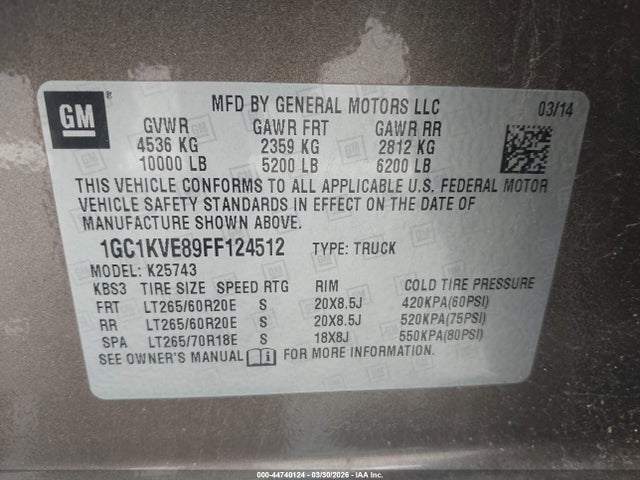 GM ®
MFD BY GENERAL MOTORS LLC 03/14
GVWR GAWR FRT GAWR RR
4536 KG 2359 KG 2812 KG
10000 LB 5200 LB 6200 LB
THIS VEHICLE CONFORMS TO ALL APPLICABLE U.S. FEDERAL MOTOR
VEHICLE SAFETY STANDARDS IN EFFECT ON THE DATE OF
MANUFACTURE SHOWN ABOVE.
1GC1KVE89FF124512 TYPE: TRUCK
MODEL: K25743
KBS3 TIRE SIZE SPEED RTG RIM COLD TIRE PRESSURE
FRT LT265/60R20E S 20X8.5J 420KPA(60PSI)
RR LT265/60R20E S 20X8.5J 520KPA(75PSI)
SPA LT265/70R18E S 18X8J 550KPA(80PSI)
SEE OWNER'S MANUAL FOR MORE INFORMATION.
000-44740124 - 03/30/2026 - IAA Inc.